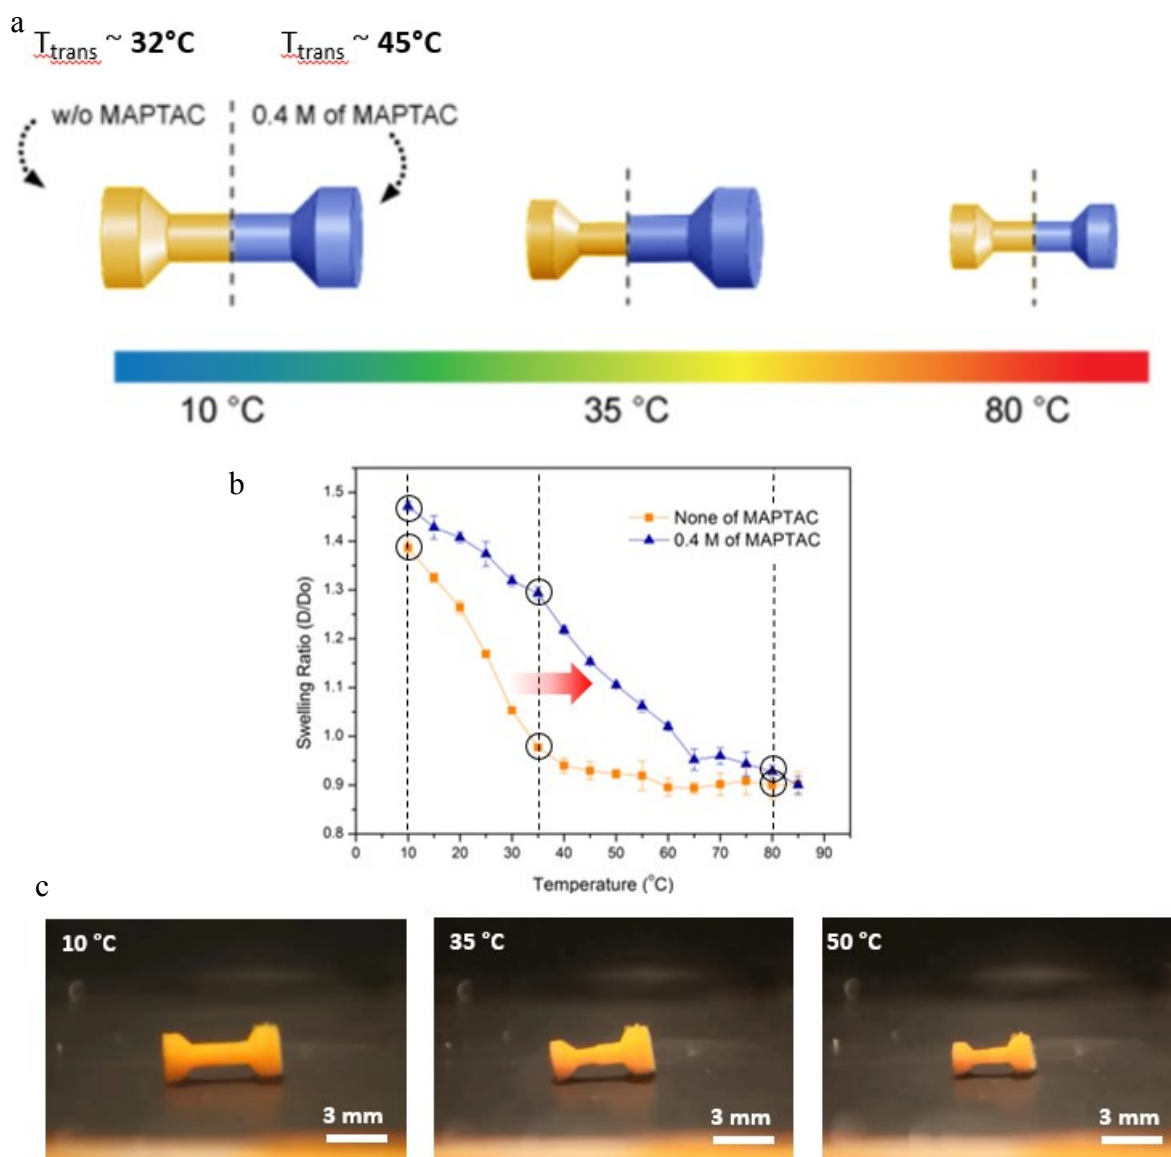 a
T_trans ~ 32°C T_trans ~ 45°C
w/o MAPTAC 0.4 M of MAPTAC
10 °C 35 °C 80 °C
b
1.5
1.4
1.3
1.2
1.1
1.0
0.9
0.8
Swelling Ratio (D/Do)
None of MAPTAC
0.4 M of MAPTAC
0 10 20 30 40 50 60 70 80 90
Temperature (°C)
c
10 °C 35 °C 50 °C
3 mm 3 mm 3 mm